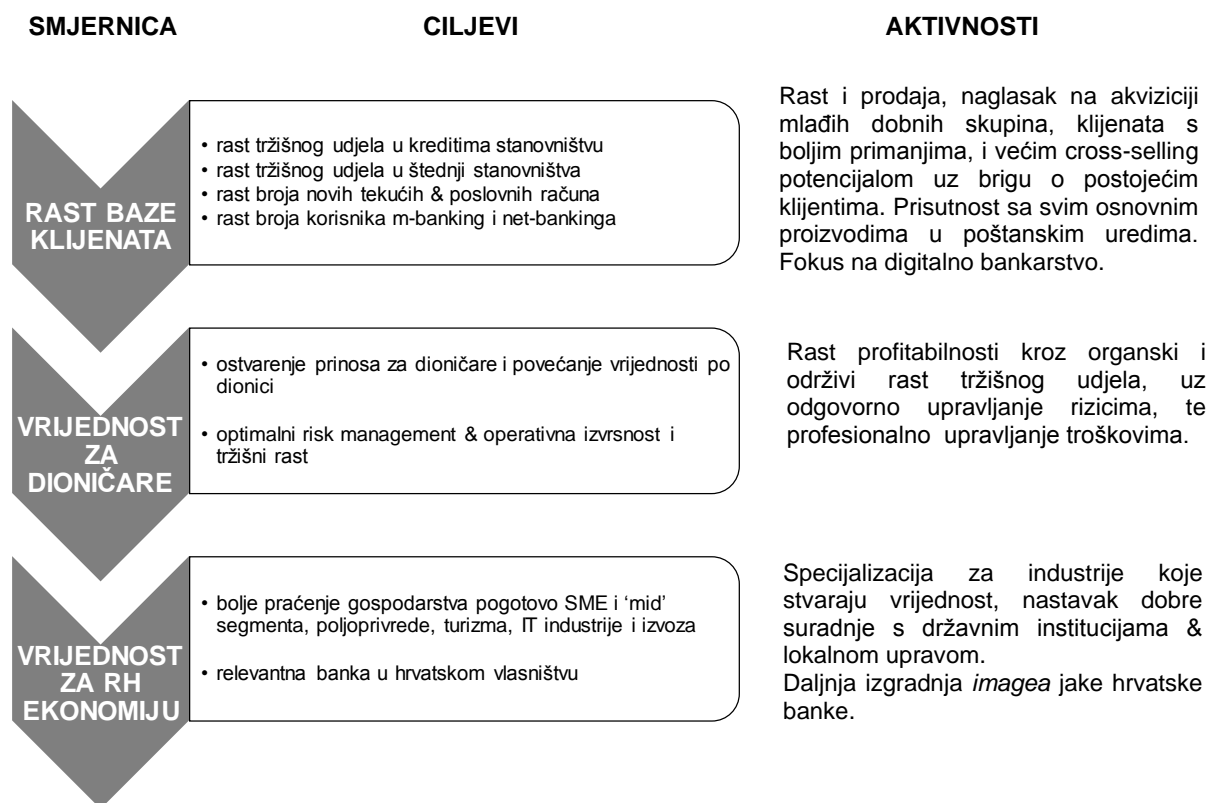 SMJERNICA CILJEVI AKTIVNOSTI
RAST BAZE
KLIJENATA
• rast tržišnog udjela u kreditima stanovništvu
• rast tržišnog udjela u štednji stanovništva
• rast broja novih tekućih & poslovnih računa
• rast broja korisnika m-banking i net-bankinga
Rast i prodaja, naglasak na akviziciji
mlađih dobnih skupina, klijenata s
boljim primanjima, i većim cross-selling
potencijalom uz brigu o postojećim
klijentima. Prisutnost sa svim osnovnim
proizvodima u poštanskim uredima.
Fokus na digitalno bankarstvo.
VRIJEDNOST
ZA
DIONIČARE
• ostvarenje prinosa za dioničare i povećanje vrijednosti po
dionici
• optimalni risk management & operativna izvrsnost i
tržišni rast
Rast profitabilnosti kroz organski i
održivi rast tržišnog udjela, uz
odgovorno upravljanje rizicima, te
profesionalno upravljanje troškovima.
VRIJEDNOST
ZA RH
EKONOMIJU
• bolje praćenje gospodarstva pogotovo SME i ‘mid’
segmenta, poljoprivrede, turizma, IT industrije i izvoza
• relevantna banka u hrvatskom vlasništvu
Specijalizacija za industrije koje
stvaraju vrijednost, nastavak dobre
suradnje s državnim institucijama &
lokalnom upravom.
Daljnja izgradnja imagea jake hrvatske
banke.